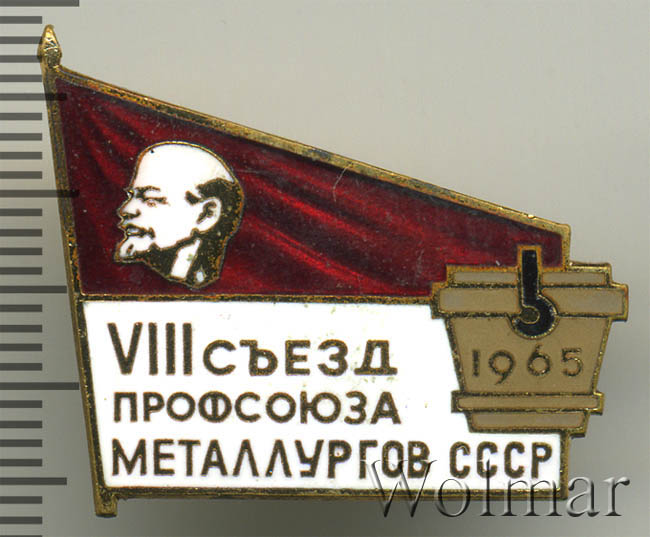 1965
VIII СЪЕЗД
ПРОФСОЮЗА
МЕТАЛЛУРГОВ СССР
Wolmar